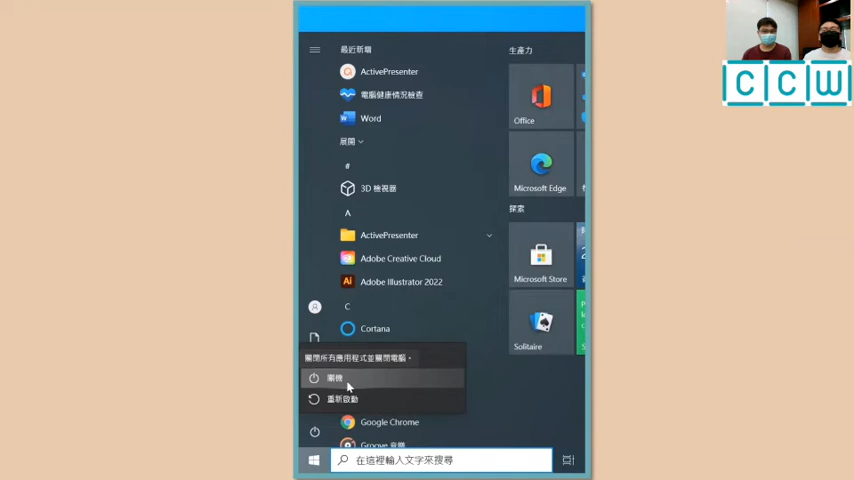 CCW
最近新增
生產力
ActivePresenter
電腦健康情況檢查
Word
Office
展開
#
3D 檢視器
Microsoft Edge
探索
A
ActivePresenter
Adobe Creative Cloud
Adobe Illustrator 2022
Microsoft Store
C
Cortana
Solitaire
關閉所有應用程式並關閉電腦。
關機
重新啟動
Google Chrome
Groove 音樂
在這裡輸入文字來搜尋